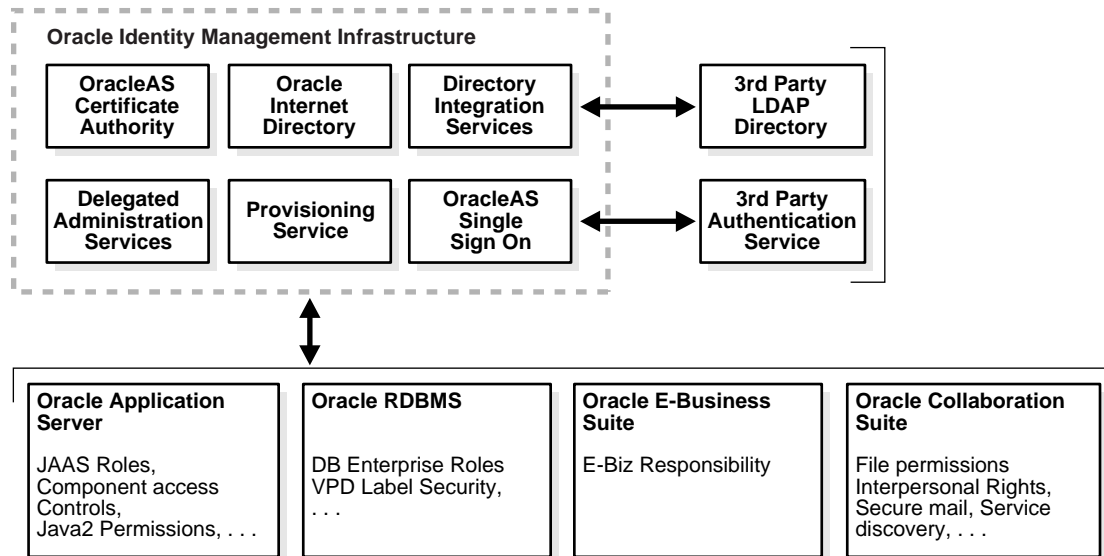 Oracle Identity Management Infrastructure
OracleAS
Certificate
Authority
Oracle
Internet
Directory
Directory
Integration
Services
3rd Party
LDAP
Directory
Delegated
Administration
Services
Provisioning
Service
OracleAS
Single
Sign On
3rd Party
Authentication
Service
Oracle Application
Server
JAAS Roles,
Component access
Controls,
Java2 Permissions, . . .
Oracle RDBMS
DB Enterprise Roles
VPD Label Security,
. . .
Oracle E-Business
Suite
E-Biz Responsibility
Oracle Collaboration
Suite
File permissions
Interpersonal Rights,
Secure mail, Service
discovery, . . .